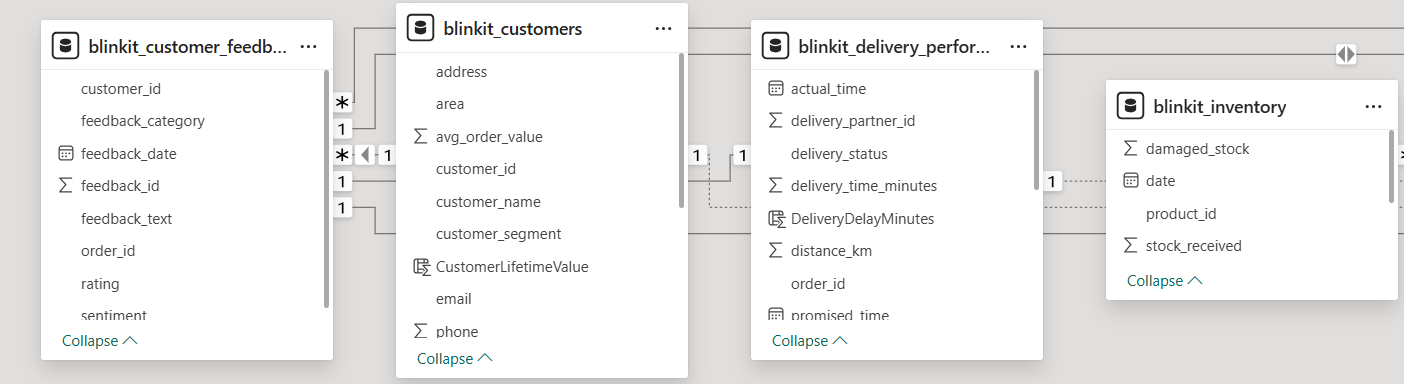 blinkit_customer_feedb...
customer_id
feedback_category
feedback_date
feedback_id
feedback_text
order_id
rating
sentiment
Collapse
*
1
*
1
1
blinkit_customers
address
area
avg_order_value
customer_id
customer_name
customer_segment
CustomerLifetimeValue
email
phone
Collapse
1
1
1
blinkit_delivery_perfor...
actual_time
delivery_partner_id
delivery_status
delivery_time_minutes
DeliveryDelayMinutes
distance_km
order_id
promised_time
Collapse
1
blinkit_inventory
damaged_stock
date
product_id
stock_received
Collapse